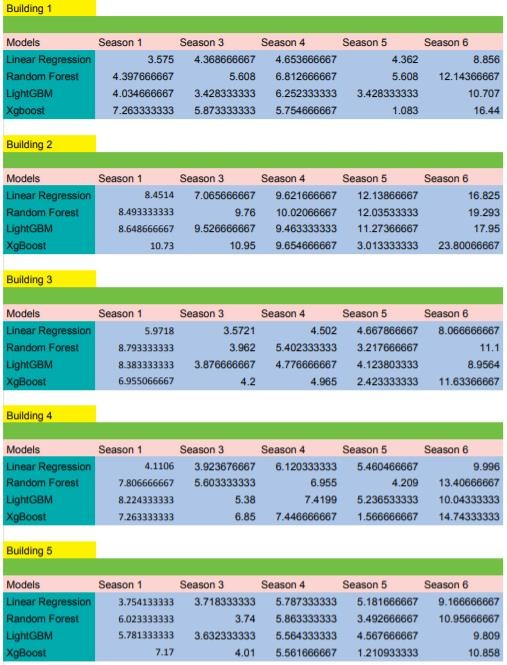 Building 1
Models Season 1 Season 3 Season 4 Season 5 Season 6
Linear Regression 3.575 4.368666667 4.653666667 4.362 8.856
Random Forest 4.397666667 5.608 6.812666667 5.608 12.14366667
LightGBM 4.034666667 3.428333333 6.252333333 3.428333333 10.707
Xgboost 7.263333333 5.873333333 5.754666667 1.083 16.44
Building 2
Models Season 1 Season 3 Season 4 Season 5 Season 6
Linear Regression 8.4514 7.065666667 9.621666667 12.13866667 16.825
Random Forest 8.493333333 9.76 10.02066667 12.03533333 19.293
LightGBM 8.648666667 9.526666667 9.463333333 11.27366667 17.95
XgBoost 10.73 10.95 9.654666667 3.013333333 23.80066667
Building 3
Models Season 1 Season 3 Season 4 Season 5 Season 6
Linear Regression 5.9718 3.5721 4.502 4.667866667 8.066666667
Random Forest 8.793333333 3.962 5.402333333 3.217666667 11.1
LightGBM 8.383333333 3.876666667 4.776666667 4.123803333 8.9564
XgBoost 6.955066667 4.2 4.965 2.423333333 11.63366667
Building 4
Models Season 1 Season 3 Season 4 Season 5 Season 6
Linear Regression 4.1106 3.923676667 6.120333333 5.460466667 9.996
Random Forest 7.806666667 5.603333333 6.955 4.209 13.40666667
LightGBM 8.224333333 5.38 7.4199 5.236533333 10.04333333
XgBoost 7.263333333 6.85 7.446666667 1.566666667 14.74333333
Building 5
Models Season 1 Season 3 Season 4 Season 5 Season 6
Linear Regression 3.754133333 3.718333333 5.787333333 5.181666667 9.166666667
Random Forest 6.023333333 3.74 5.863333333 3.492666667 10.95666667
LightGBM 5.781333333 3.632333333 5.564333333 4.567666667 9.809
XgBoost 7.17 4.01 5.561666667 1.210933333 10.858